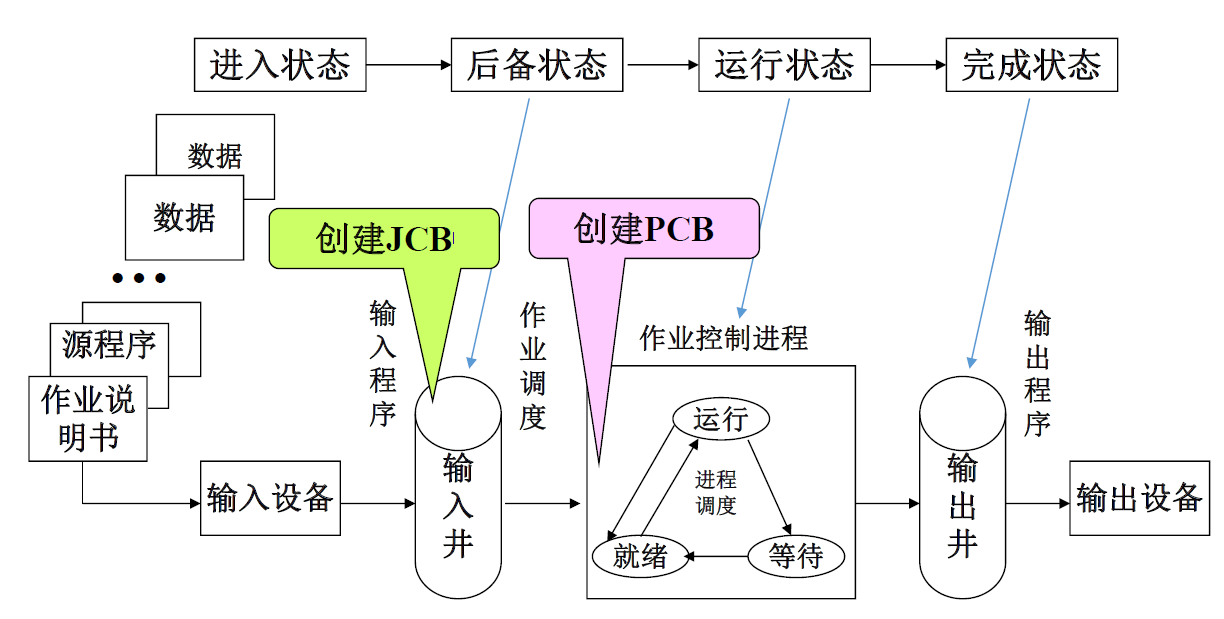 进入状态
后备状态
运行状态
完成状态
数据
数据
创建JCB
创建PCB
•••
源程序
作业说
明书
输入程序
作业调度
作业控制进程
输出程序
运行
进程
调度
就绪
等待
输入设备
输入井
输出井
输出设备